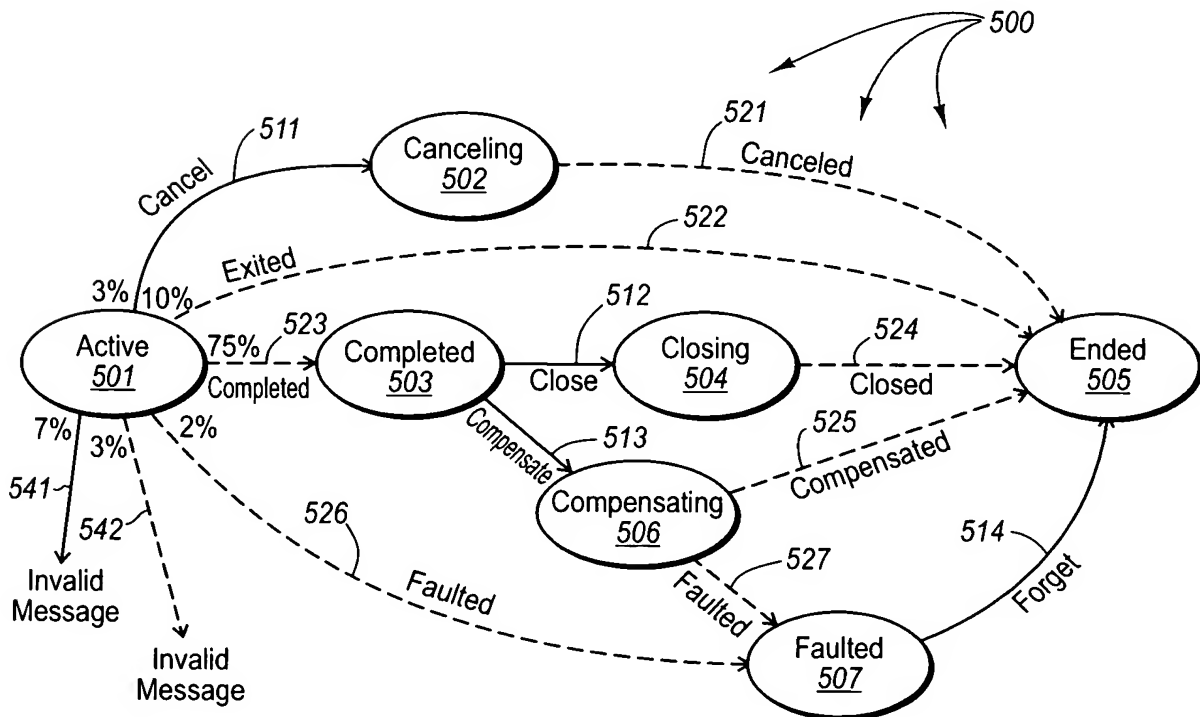 500
511
Canceling
502
521
Canceled
Cancel
522
Exited
3%
10%
Active
501
75%
523
Completed
Completed
503
512
Close
Closing
504
524
Closed
Ended
505
7%
3%
2%
Compensate
513
525
Compensated
541
542
526
Compensating
506
514
Forget
Invalid
Message
Faulted
527
Faulted
Invalid
Message
Faulted
507